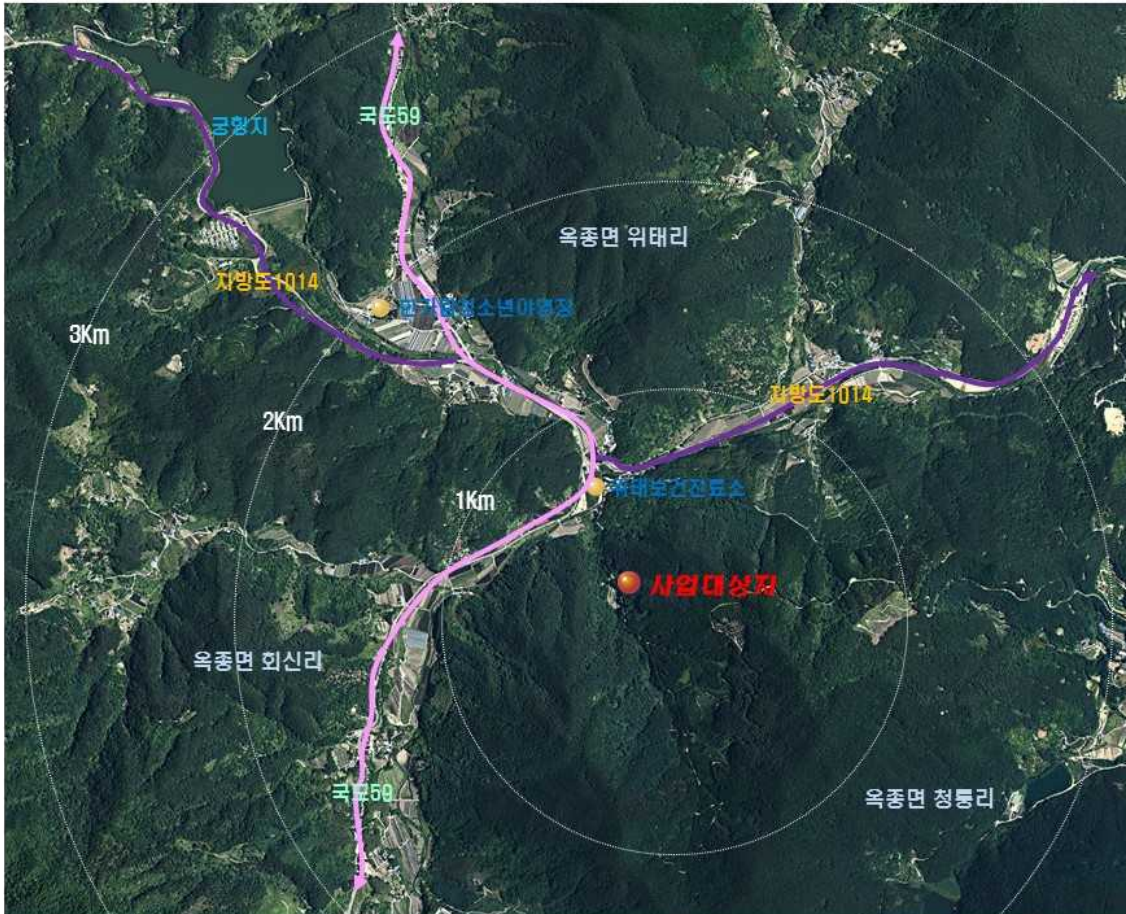 국도59
궁항지
옥종면 위태리
지방도1014
3Km
지방도1014
2Km
1Km
위태보건진료소
사업대상지
옥종면 회신리
국도59
옥종면 청룡리